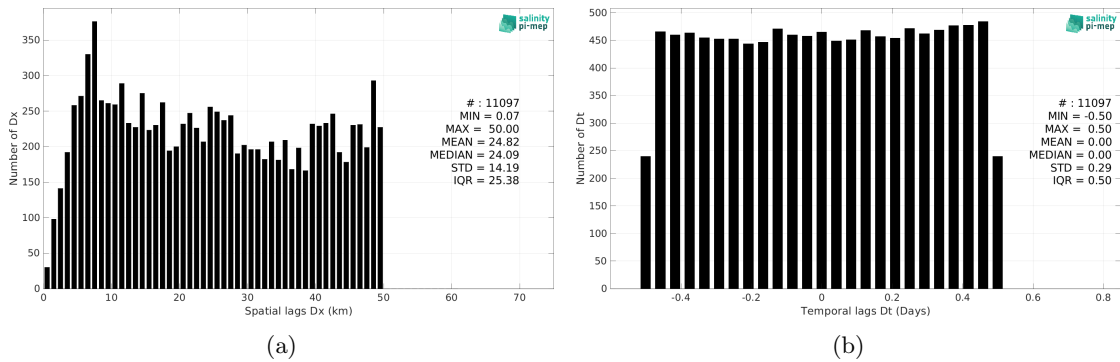 salinity
pi-mep
Number of Dx
350
300
250
200
150
100
50
0
# : 11097
MIN = 0.07
MAX = 50.00
MEAN = 24.82
MEDIAN = 24.09
STD = 14.19
IQR = 25.38
0 10 20 30 40 50 60 70
Spatial lags Dx (km)
(a)
salinity
pi-mep
Number of Dt
500
450
400
350
300
250
200
150
100
50
0
# : 11097
MIN = -0.50
MAX = 0.50
MEAN = 0.00
MEDIAN = 0.00
STD = 0.29
IQR = 0.50
-0.4 -0.2 0 0.2 0.4 0.6 0.8
Temporal lags Dt (Days)
(b)